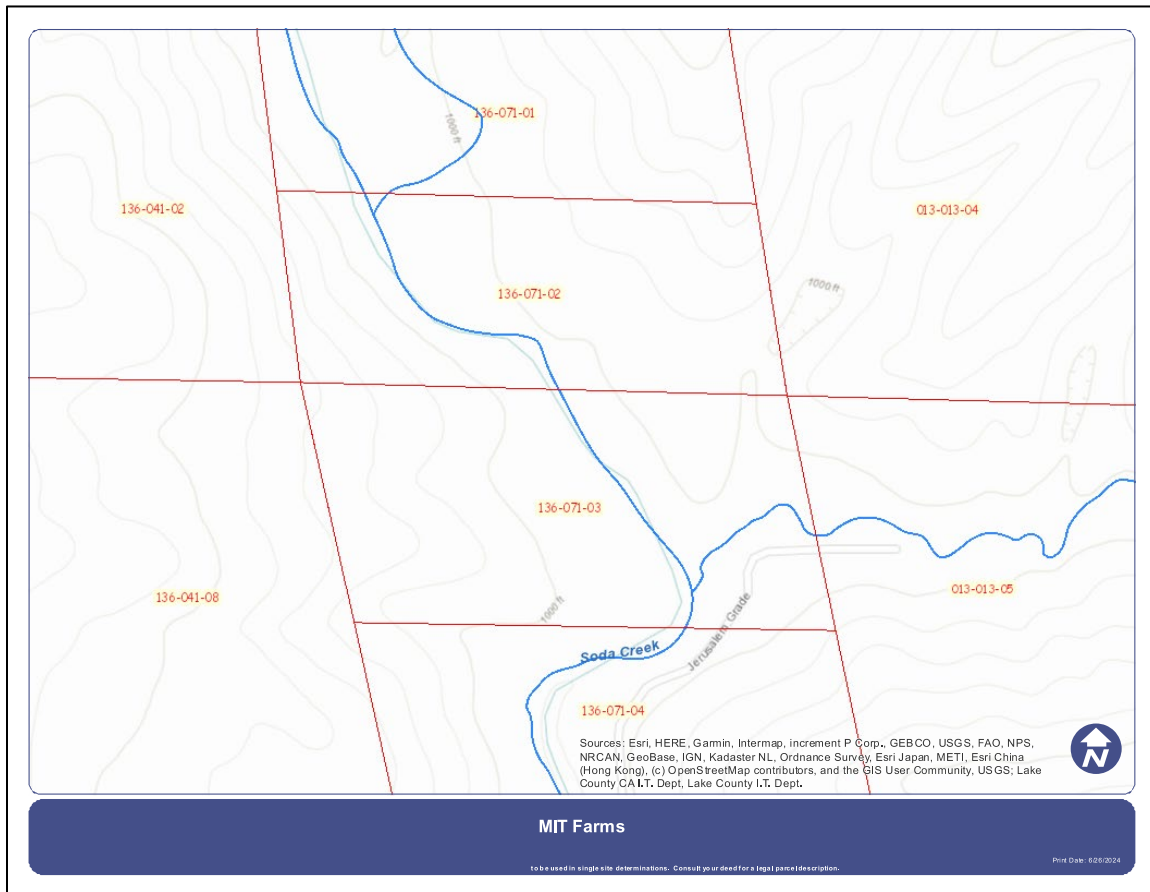 136-071-01
1000 ft
136-041-02
013-013-04
1000 ft
136-071-02
136-071-03
013-013-05
136-041-08
1000 ft
Jerusalem Grade
Soda Creek
136-071-04
Sources: Esri, HERE, Garmin, Intermap, increment P Corp., GEBCO, USGS, FAO, NPS,
NRCAN, GeoBase, IGN, Kadaster NL, Ordnance Survey, Esri Japan, METI, Esri China
(Hong Kong), (c) OpenStreetMap contributors, and the GIS User Community, USGS; Lake
County CA I.T. Dept, Lake County I.T. Dept.
N
MIT Farms
to be used in single site determinations. Consult your deed for a legal parcel description.
Print Date: 6/26/2024